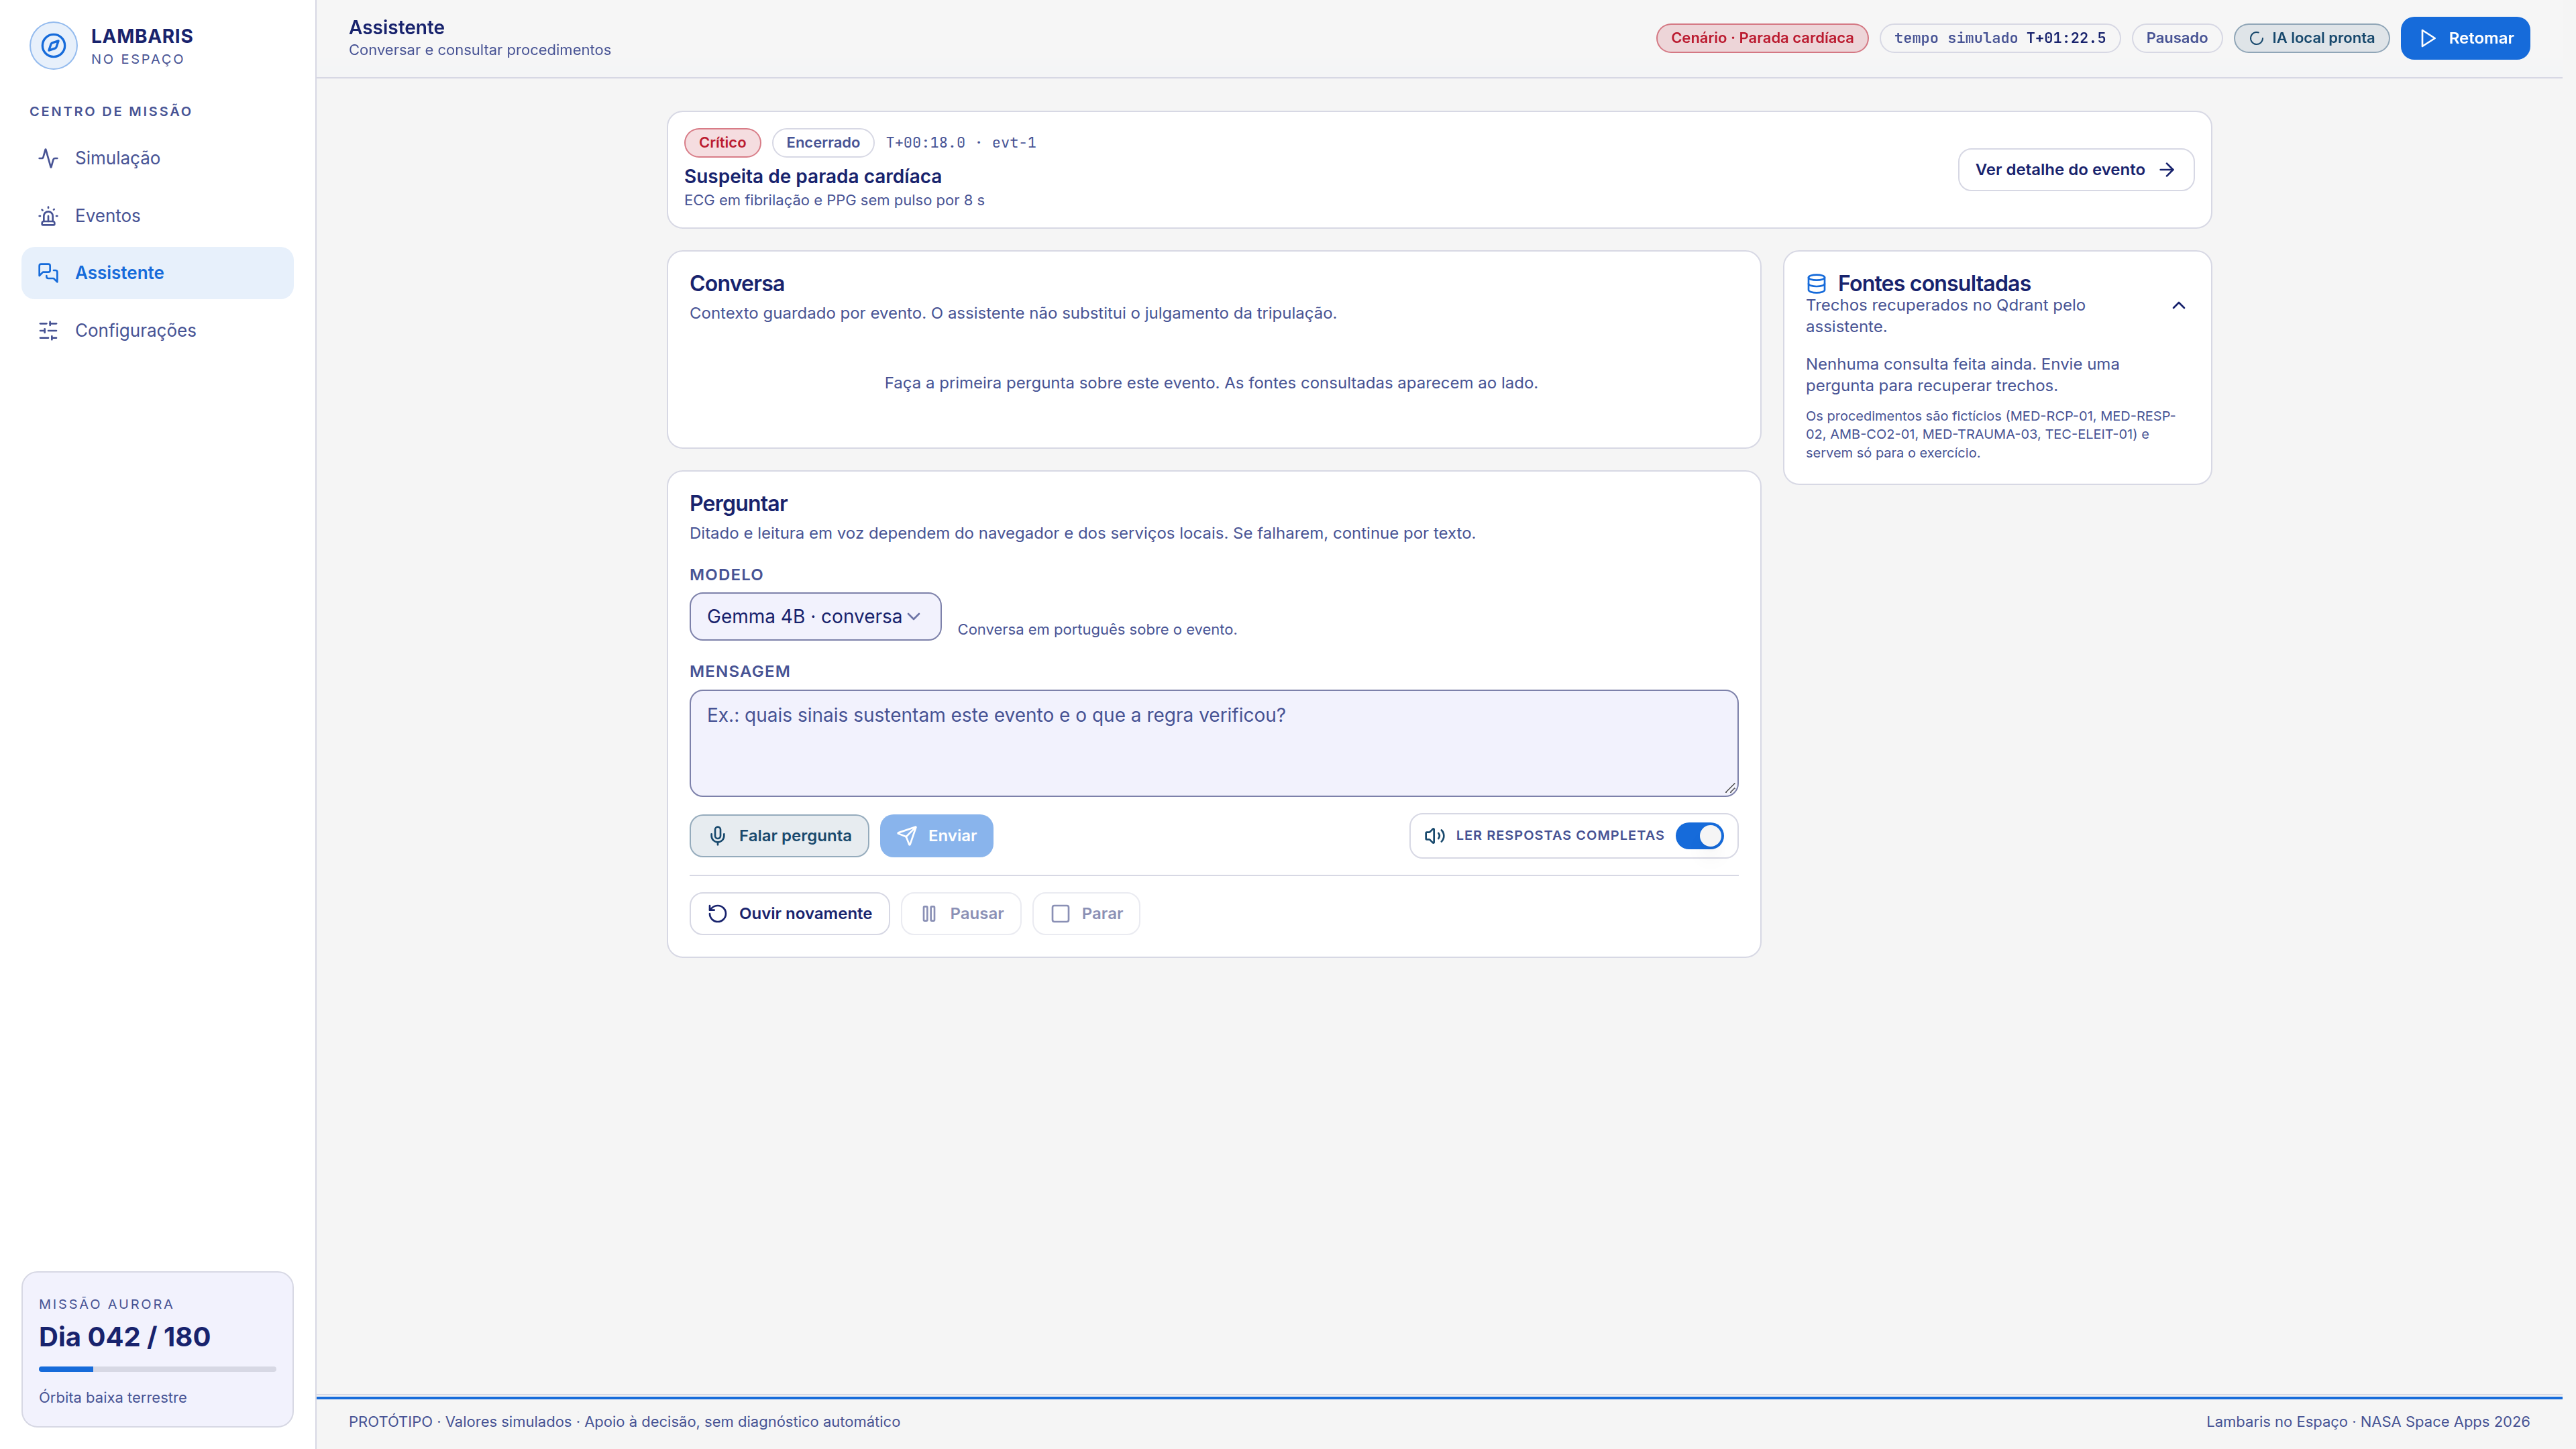 LAMBARIS
NO ESPAÇO
CENTRO DE MISSÃO
Simulação
Eventos
Assistente
Configurações
MISSÃO AURORA
Dia 042 / 180
Órbita baixa terrestre
Assistente
Conversar e consultar procedimentos
Cenário · Parada cardíaca
tempo simulado T+01:22.5
Pausado
IA local pronta
Retomar
Crítico
Encerrado
T+00:18.0 · evt-1
Suspeita de parada cardíaca
ECG em fibrilação e PPG sem pulso por 8 s
Ver detalhe do evento
Conversa
Contexto guardado por evento. O assistente não substitui o julgamento da tripulação.
Faça a primeira pergunta sobre este evento. As fontes consultadas aparecem ao lado.
Perguntar
Ditado e leitura em voz dependem do navegador e dos serviços locais. Se falharem, continue por texto.
MODELO
Gemma 4B · conversa
Conversa em português sobre o evento.
MENSAGEM
Ex.: quais sinais sustentam este evento e o que a regra verificou?
Falar pergunta
Enviar
LER RESPOSTAS COMPLETAS
Ouvir novamente
Pausar
Parar
Fontes consultadas
Trechos recuperados no Qdrant pelo
assistente.
Nenhuma consulta feita ainda. Envie uma
pergunta para recuperar trechos.
Os procedimentos são fictícios (MED-RCP-01, MED-RESP-
02, AMB-CO2-01, MED-TRAUMA-03, TEC-ELEIT-01) e
servem só para o exercício.
PROTÓTIPO · Valores simulados · Apoio à decisão, sem diagnóstico automático
Lambaris no Espaço · NASA Space Apps 2026